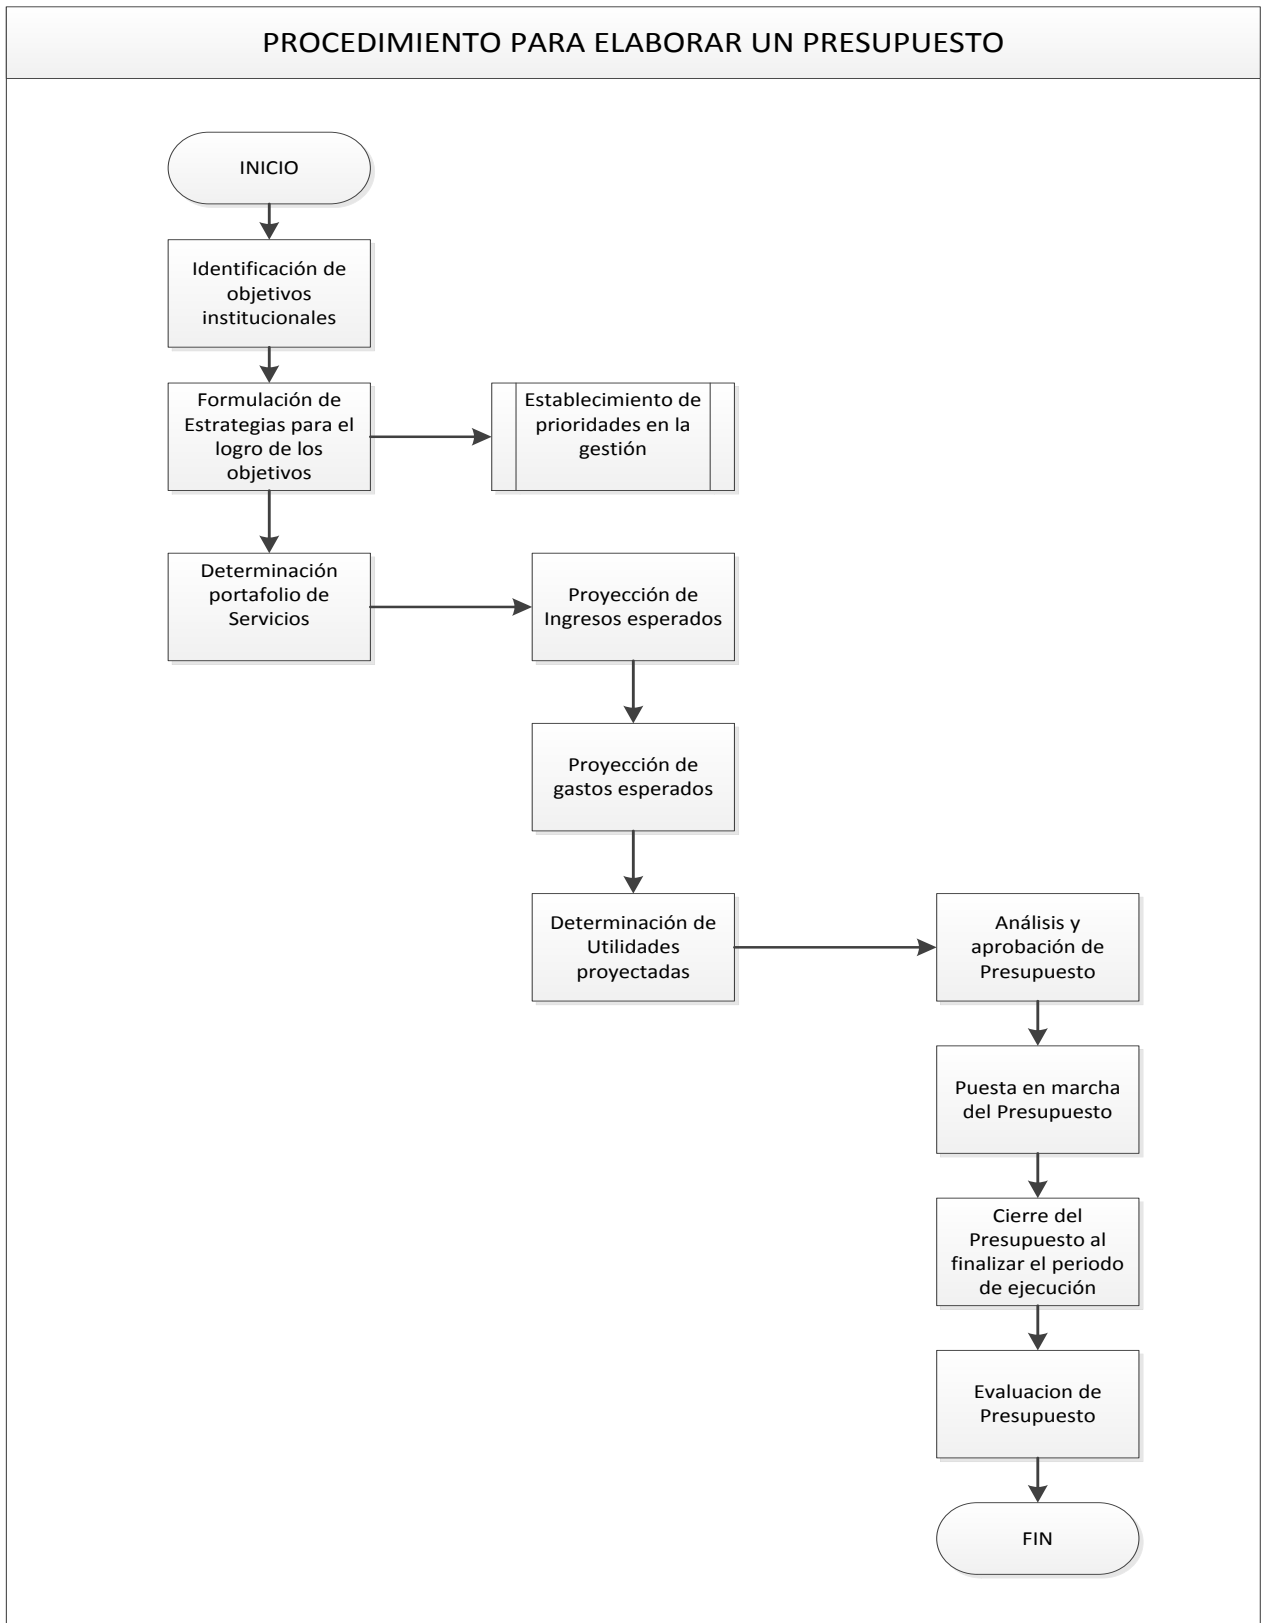 PROCEDIMIENTO PARA ELABORAR UN PRESUPUESTO
INICIO
Identificación de
objetivos
institucionales
Formulación de
Estrategias para el
logro de los
objetivos
Establecimiento de
prioridades en la
gestión
Determinación
portafolio de
Servicios
Proyección de
Ingresos esperados
Proyección de
gastos esperados
Determinación de
Utilidades
proyectadas
Análisis y
aprobación de
Presupuesto
Puesta en marcha
del Presupuesto
Cierre del
Presupuesto al
finalizar el periodo
de ejecución
Evaluacion de
Presupuesto
FIN